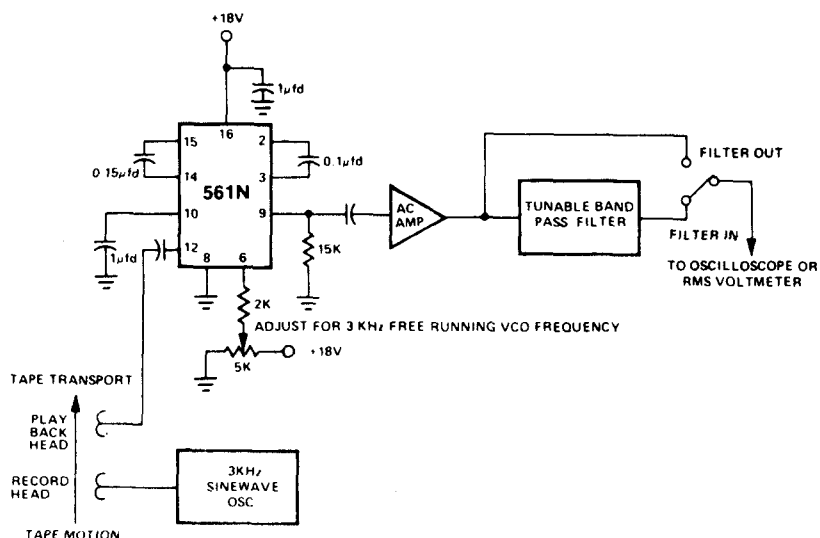 +18V
1µfd
16
15
2
0.15µfd
0.1µfd
14
3
561N
10
9
12
1µfd
8
6
15K
AC
AMP
TUNABLE BAND
PASS FILTER
FILTER OUT
FILTER IN
TO OSCILLOSCOPE OR
RMS VOLTMETER
2K
ADJUST FOR 3 KHz FREE RUNNING VCO FREQUENCY
+18V
5K
TAPE TRANSPORT
PLAY
BACK
HEAD
RECORD
HEAD
3KHz
SINEWAVE
OSC
TAPE MOTION